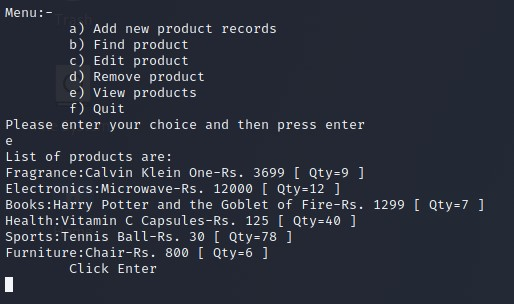 Menu:-
a) Add new product records
b) Find product
c) Edit product
d) Remove product
e) View products
f) Quit
Please enter your choice and then press enter
e
List of products are:
Fragrance:Calvin Klein One-Rs. 3699 [ Qty=9 ]
Electronics:Microwave-Rs. 12000 [ Qty=12 ]
Books:Harry Potter and the Goblet of Fire-Rs. 1299 [ Qty=7 ]
Health:Vitamin C Capsules-Rs. 125 [ Qty=40 ]
Sports:Tennis Ball-Rs. 30 [ Qty=78 ]
Furniture:Chair-Rs. 800 [ Qty=6 ]
Click Enter